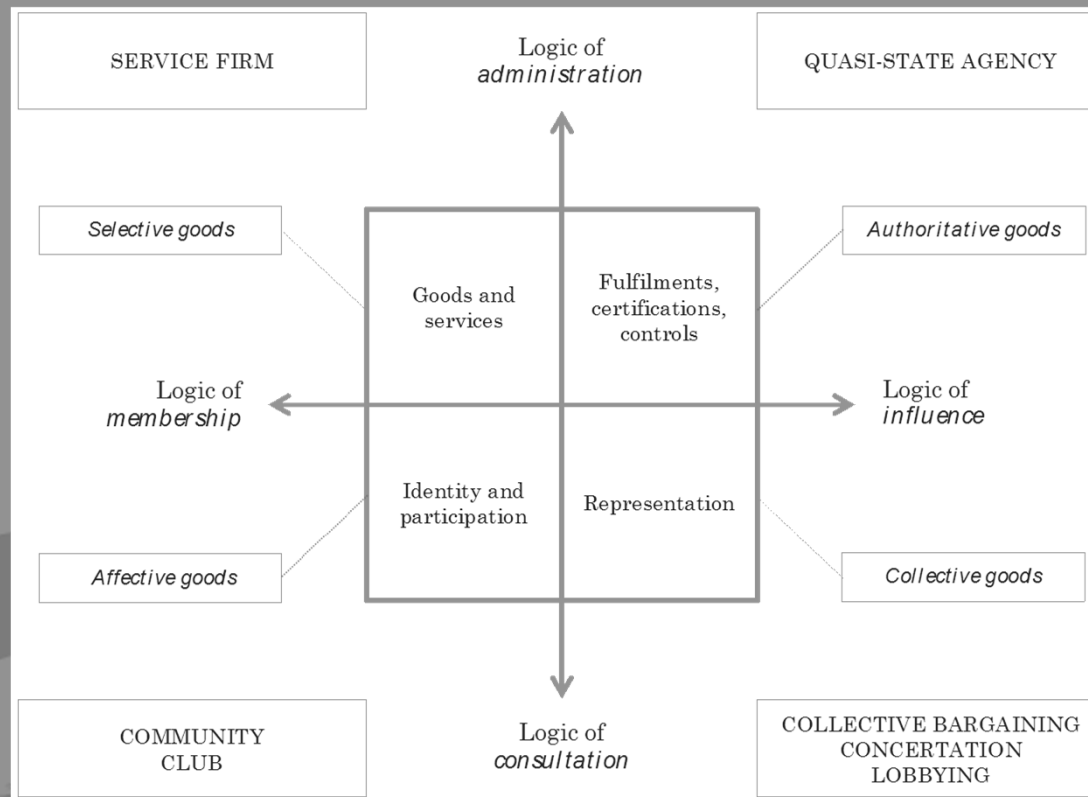 SERVICE FIRM
Logic of
administration
QUASI-STATE AGENCY
Selective goods
Authoritative goods
Goods and
services
Fulfilments,
certifications,
controls
Logic of
membership
Logic of
influence
Identity and
participation
Representation
Affective goods
Collective goods
COMMUNITY
CLUB
Logic of
consultation
COLLECTIVE BARGAINING
CONCERTATION
LOBBYING